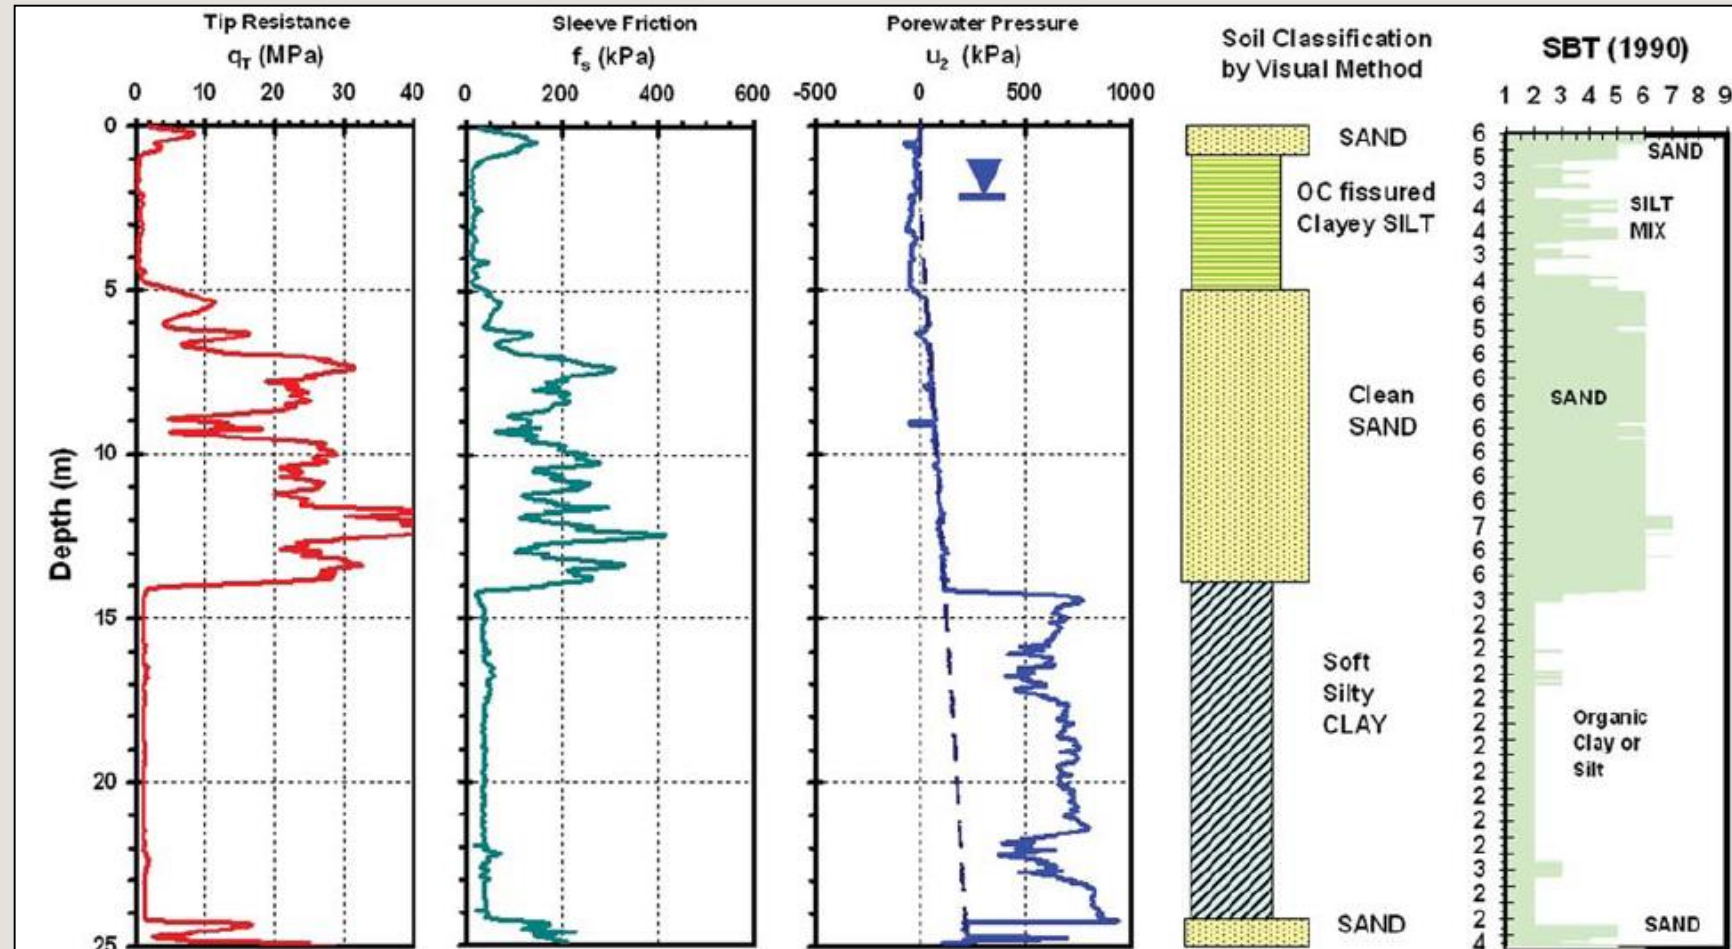 Tip Resistance
qT (MPa)
0 10 20 30 40
Sleeve Friction
fs (kPa)
0 200 400 600
Porewater Pressure
u2 (kPa)
-500 0 500 1000
Soil Classification
by Visual Method
SBT (1990)
1 2 3 4 5 6 7 8 9
Depth (m)
0
5
10
15
20
25
SAND
OC fissured
Clayey SILT
Clean
SAND
Soft
Silty
CLAY
SAND
6
5
3
4
4
3
4
6
5
6
6
6
6
6
6
6
7
6
6
3
2
2
2
2
2
2
2
2
2
2
3
2
2
4
SAND
SILT
MIX
SAND
Organic
Clay or
Silt
SAND